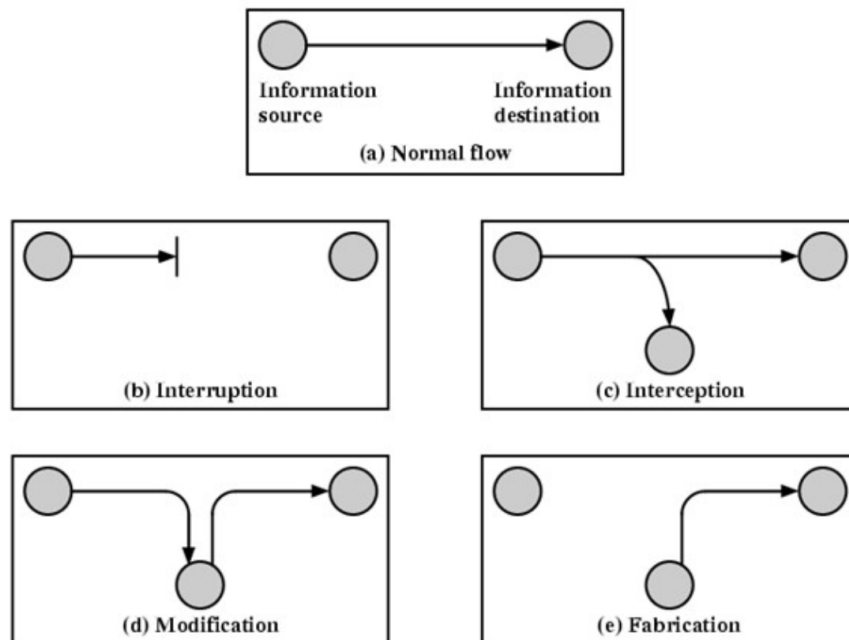 Information Information
source destination
(a) Normal flow
(b) Interruption
(c) Interception
(d) Modification
(e) Fabrication